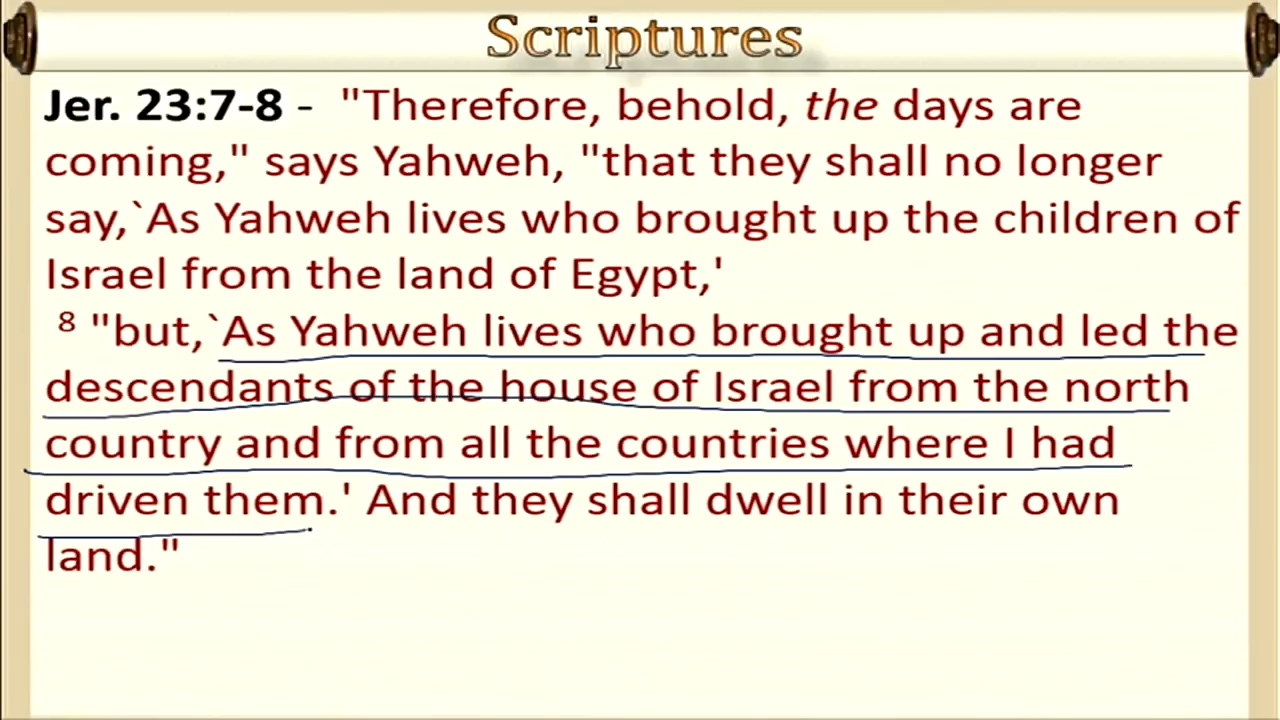 Scriptures
Jer. 23:7-8 - "Therefore, behold, the days are
coming," says Yahweh, "that they shall no longer
say,`As Yahweh lives who brought up the children of
Israel from the land of Egypt,'
8 "but,`As Yahweh lives who brought up and led the
descendants of the house of Israel from the north
country and from all the countries where I had
driven them.' And they shall dwell in their own
land."